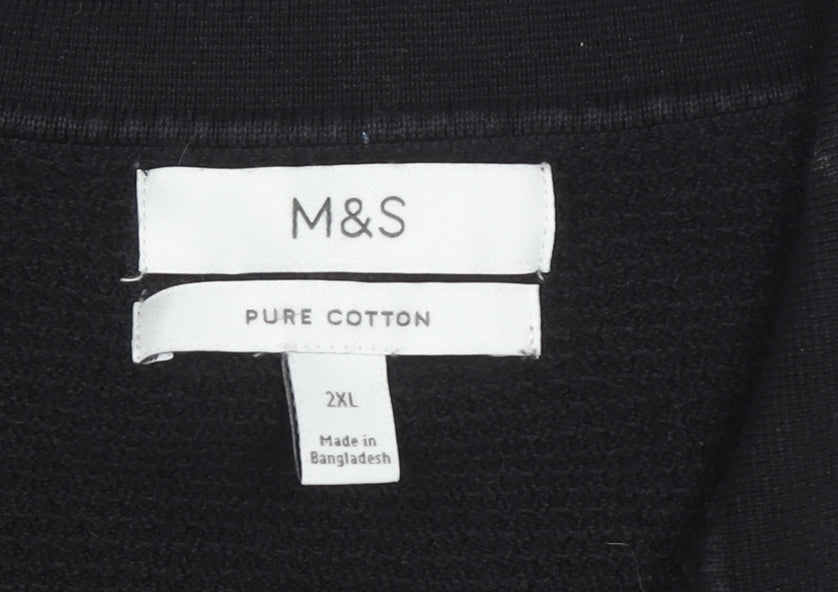 M&S
PURE COTTON
2XL
Made in
Bangladesh